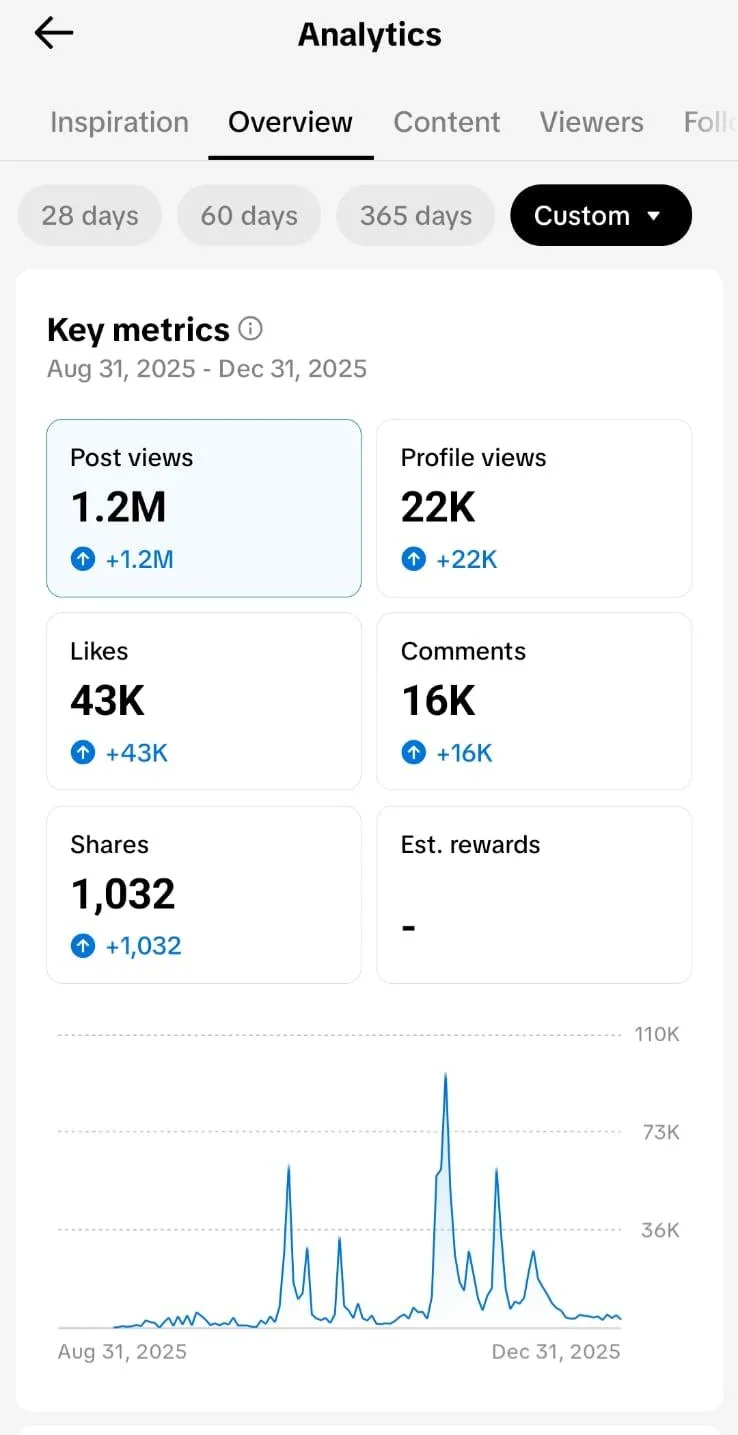 Analytics
Inspiration Overview Content Viewers Foll
28 days 60 days 365 days Custom
Key metrics
Aug 31, 2025 - Dec 31, 2025
Post views Profile views
1.2M 22K
+1.2M +22K
Likes Comments
43K 16K
+43K +16K
Shares Est. rewards
1,032 -
+1,032
110K
73K
36K
Aug 31, 2025 Dec 31, 2025